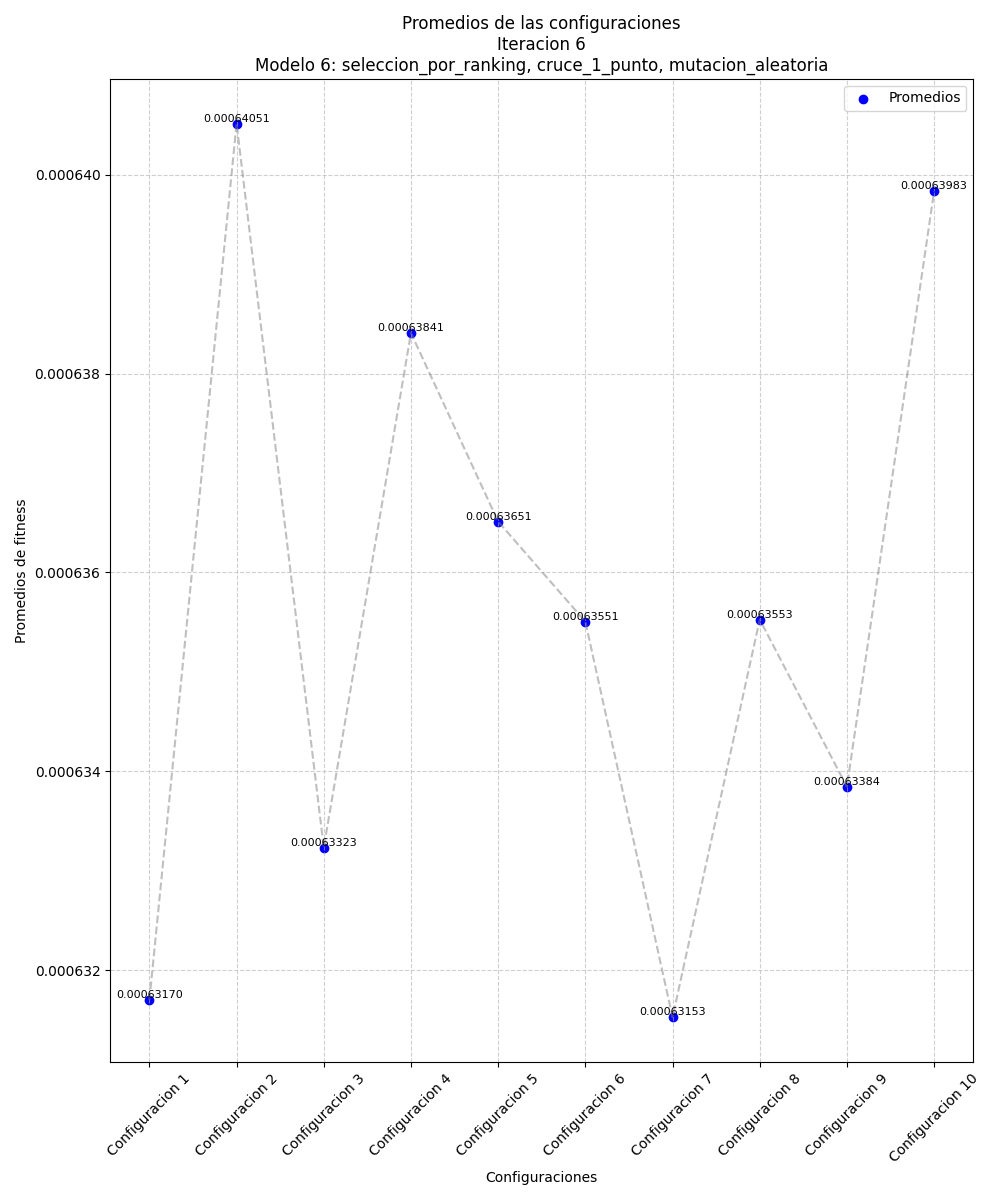 Promedios de las configuraciones
Iteracion 6
Modelo 6: seleccion_por_ranking, cruce_1_punto, mutacion_aleatoria
Promedios
0.00064051
0.000640
0.00063983
0.00063841
0.000638
0.00063651
0.000636
0.00063551
0.00063553
0.000634
0.00063384
0.00063323
0.000632
0.00063170
0.00063153
Promedios de fitness
Configuracion 1
Configuracion 2
Configuracion 3
Configuracion 4
Configuracion 5
Configuracion 6
Configuracion 7
Configuracion 8
Configuracion 9
Configuracion 10
Configuraciones